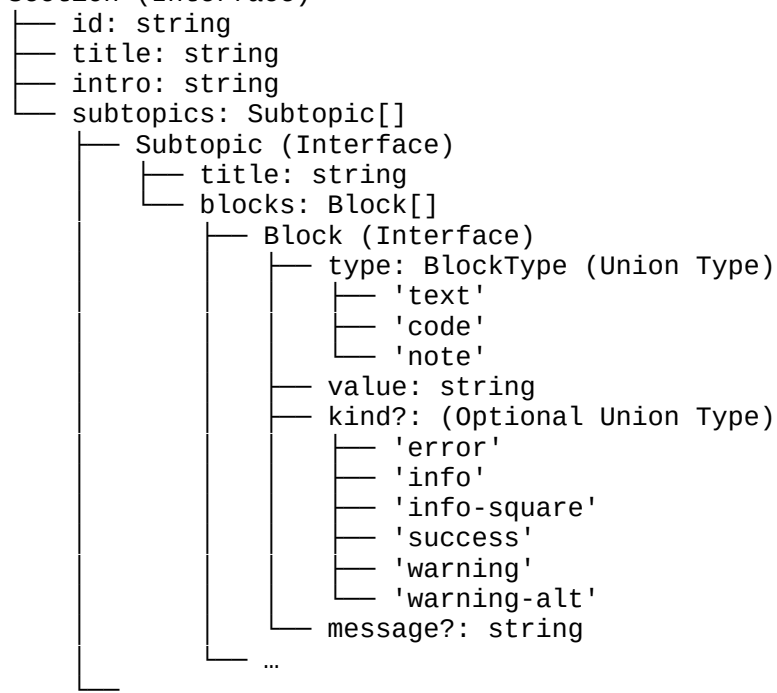 ├── id: string
├── title: string
├── intro: string
└── subtopics: Subtopic[]
    ├── Subtopic (Interface)
    │   ├── title: string
    │   └── blocks: Block[]
    │       ├── Block (Interface)
    │       │   ├── type: BlockType (Union Type)
    │       │   │   ├── 'text'
    │       │   │   ├── 'code'
    │       │   │   └── 'note'
    │       │   ├── value: string
    │       │   ├── kind?: (Optional Union Type)
    │       │   │   ├── 'error'
    │       │   │   ├── 'info'
    │       │   │   ├── 'info-square'
    │       │   │   ├── 'success'
    │       │   │   ├── 'warning'
    │       │   │   └── 'warning-alt'
    │       │   └── message?: string
    │       └── …
    └──